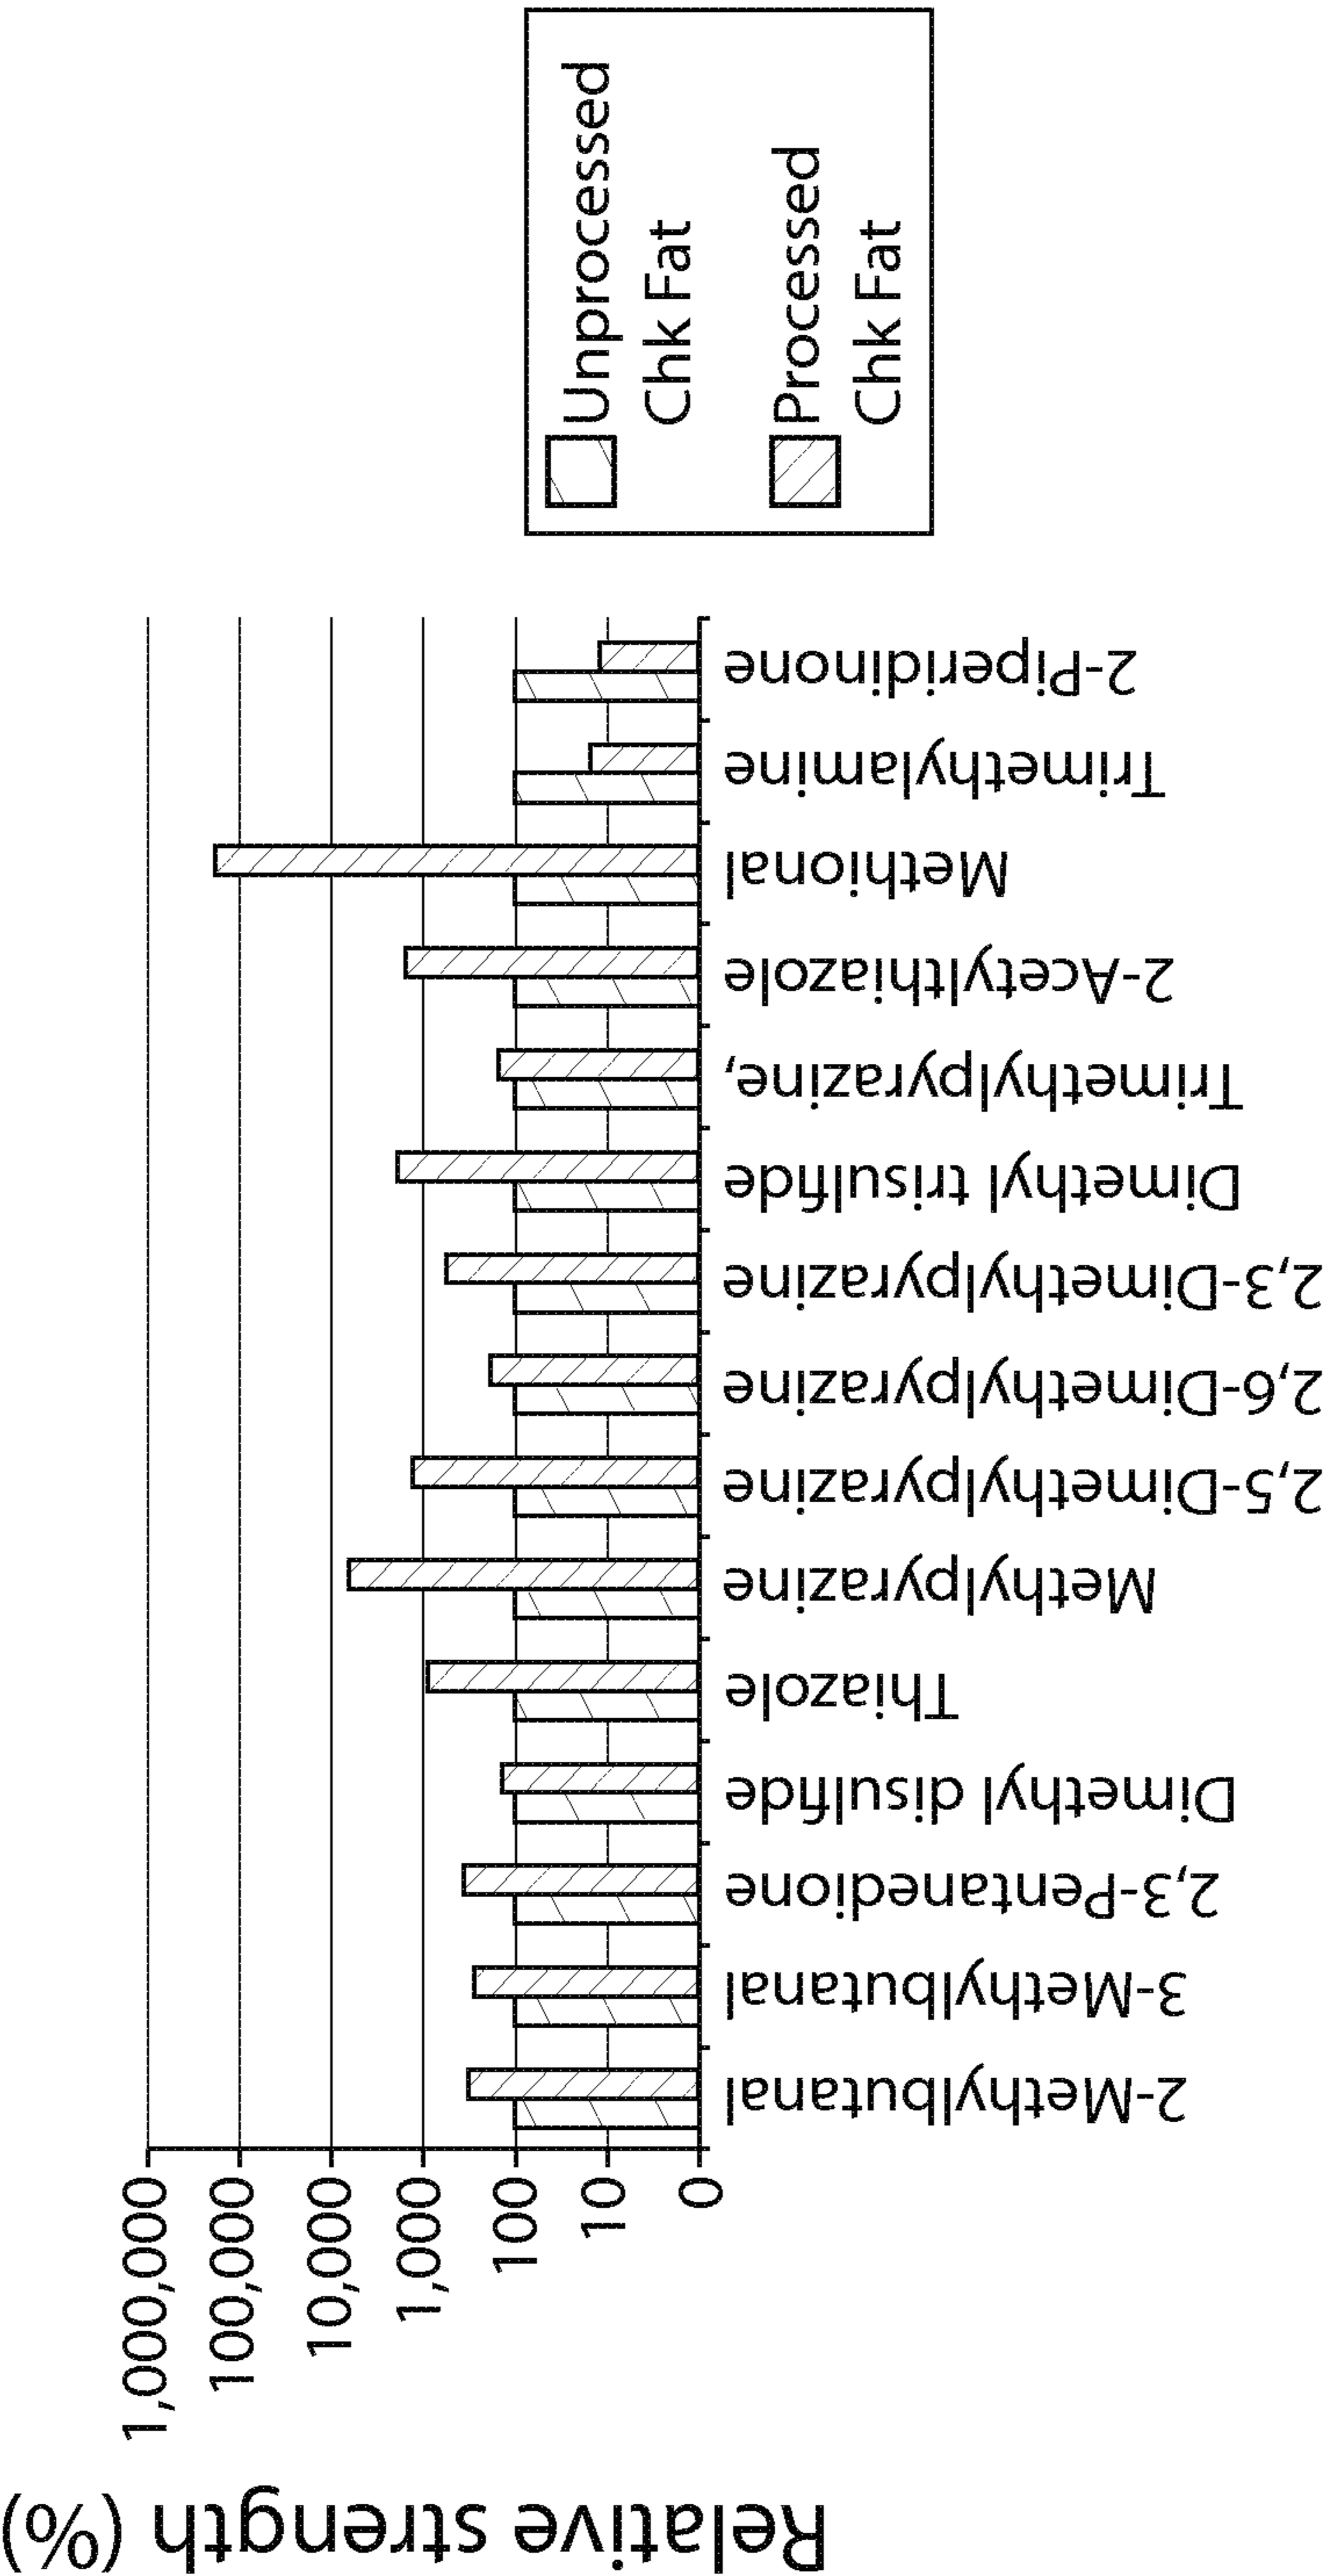 Relative strength (%)
1,000,000
100,000
10,000
1,000
100
10
0
2-Methylbutanal
3-Methylbutanal
2,3-Pentanedione
Dimethyl disulfide
Thiazole
Methylpyrazine
2,5-Dimethylpyrazine
2,6-Dimethylpyrazine
2,3-Dimethylpyrazine
Dimethyl trisulfide
Trimethylpyrazine,
2-Acetylthiazole
Methional
Trimethylamine
2-Piperidinone
Unprocessed
Chk Fat
Processed
Chk Fat